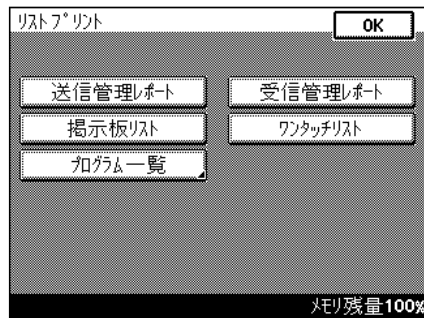 ﾘｽﾄﾌﾟﾘﾝﾄ
OK
送信管理ﾚﾎﾟｰﾄ
受信管理ﾚﾎﾟｰﾄ
掲示板ﾘｽﾄ
ﾜﾝﾀｯﾁﾘｽﾄ
ﾌﾟﾛｸﾞﾗﾑ一覧
ﾒﾓﾘ残量100%